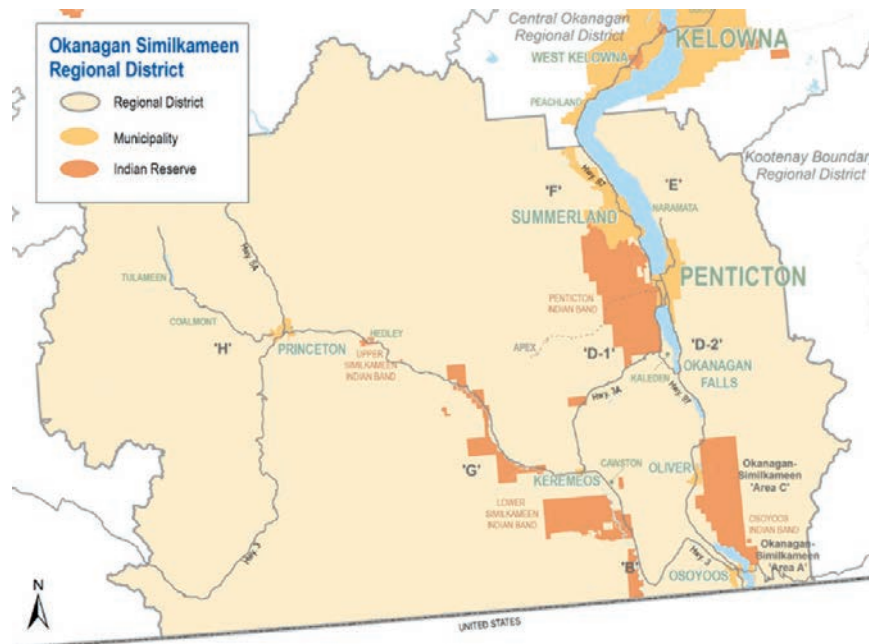 Okanagan Similkameen
Regional District
Regional District
Municipality
Indian Reserve
Central Okanagan
Regional District
KELOWNA
WEST KELOWNA
PEACHLAND
Kootenay Boundary
Regional District
'F'
Hwy. 97
'E'
SUMMERLAND
NARAMATA
Hwy. 5A
TULAMEEN
PENTICTON
PENTICTON
INDIAN BAND
COALMONT
'H'
PRINCETON
HEDLEY
UPPER
SIMILKAMEEN
INDIAN BAND
APEX
'D-1'
'D-2'
KALEDEN
OKANAGAN
FALLS
Hwy. 3A
Hwy. 97
'G'
KEREMEOS
CAWSTON
OLIVER
Okanagan-
Similkameen
'Area C'
LOWER
SIMILKAMEEN
INDIAN BAND
OSOYOOS
INDIAN BAND
Okanagan-
Similkameen
'Area A'
Hwy. 3
'B'
Hwy. 3
OSOYOOS
N
UNITED STATES